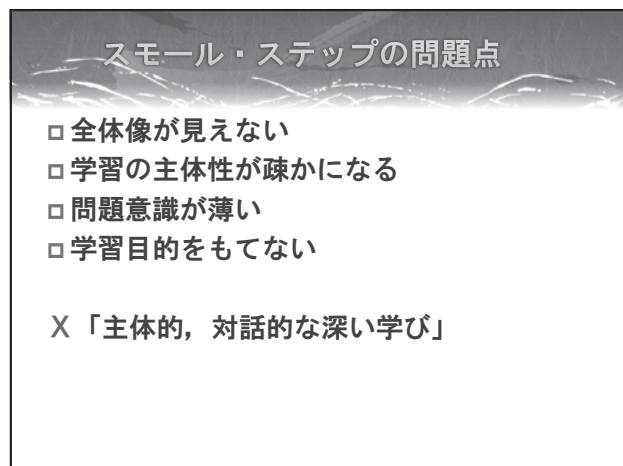 スモール・ステップの問題点
□ 全体像が見えない
□ 学習の主体性が疎かになる
□ 問題意識が薄い
□ 学習目的をもてない
X 「主体的，対話的な深い学び」